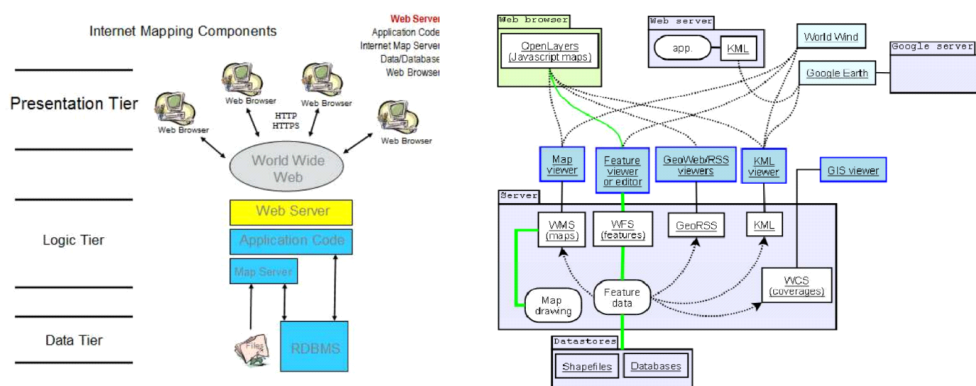 Internet Mapping Components
Web Server
Application Code
Internet Map Server
Data/Database
Web Browser
Presentation Tier
Web Browser
Web Browser
Web Browser
Web Browser
HTTP
HTTPS
World Wide
Web
Logic Tier
Web Server
Application Code
Map Server
Data Tier
Files
RDBMS
Web browser
OpenLayers
(Javascript maps)
Web server
app.
KML
World Wind
Google Earth
Google server
Map
viewer
Feature
viewer
or editor
GeoWeb/RSS
viewers
KML
viewer
GIS viewer
Server
WMS
(maps)
WFS
(features)
GeoRSS
KML
WCS
(coverages)
Map
drawing
Feature
data
Datastores
Shapefiles
Databases